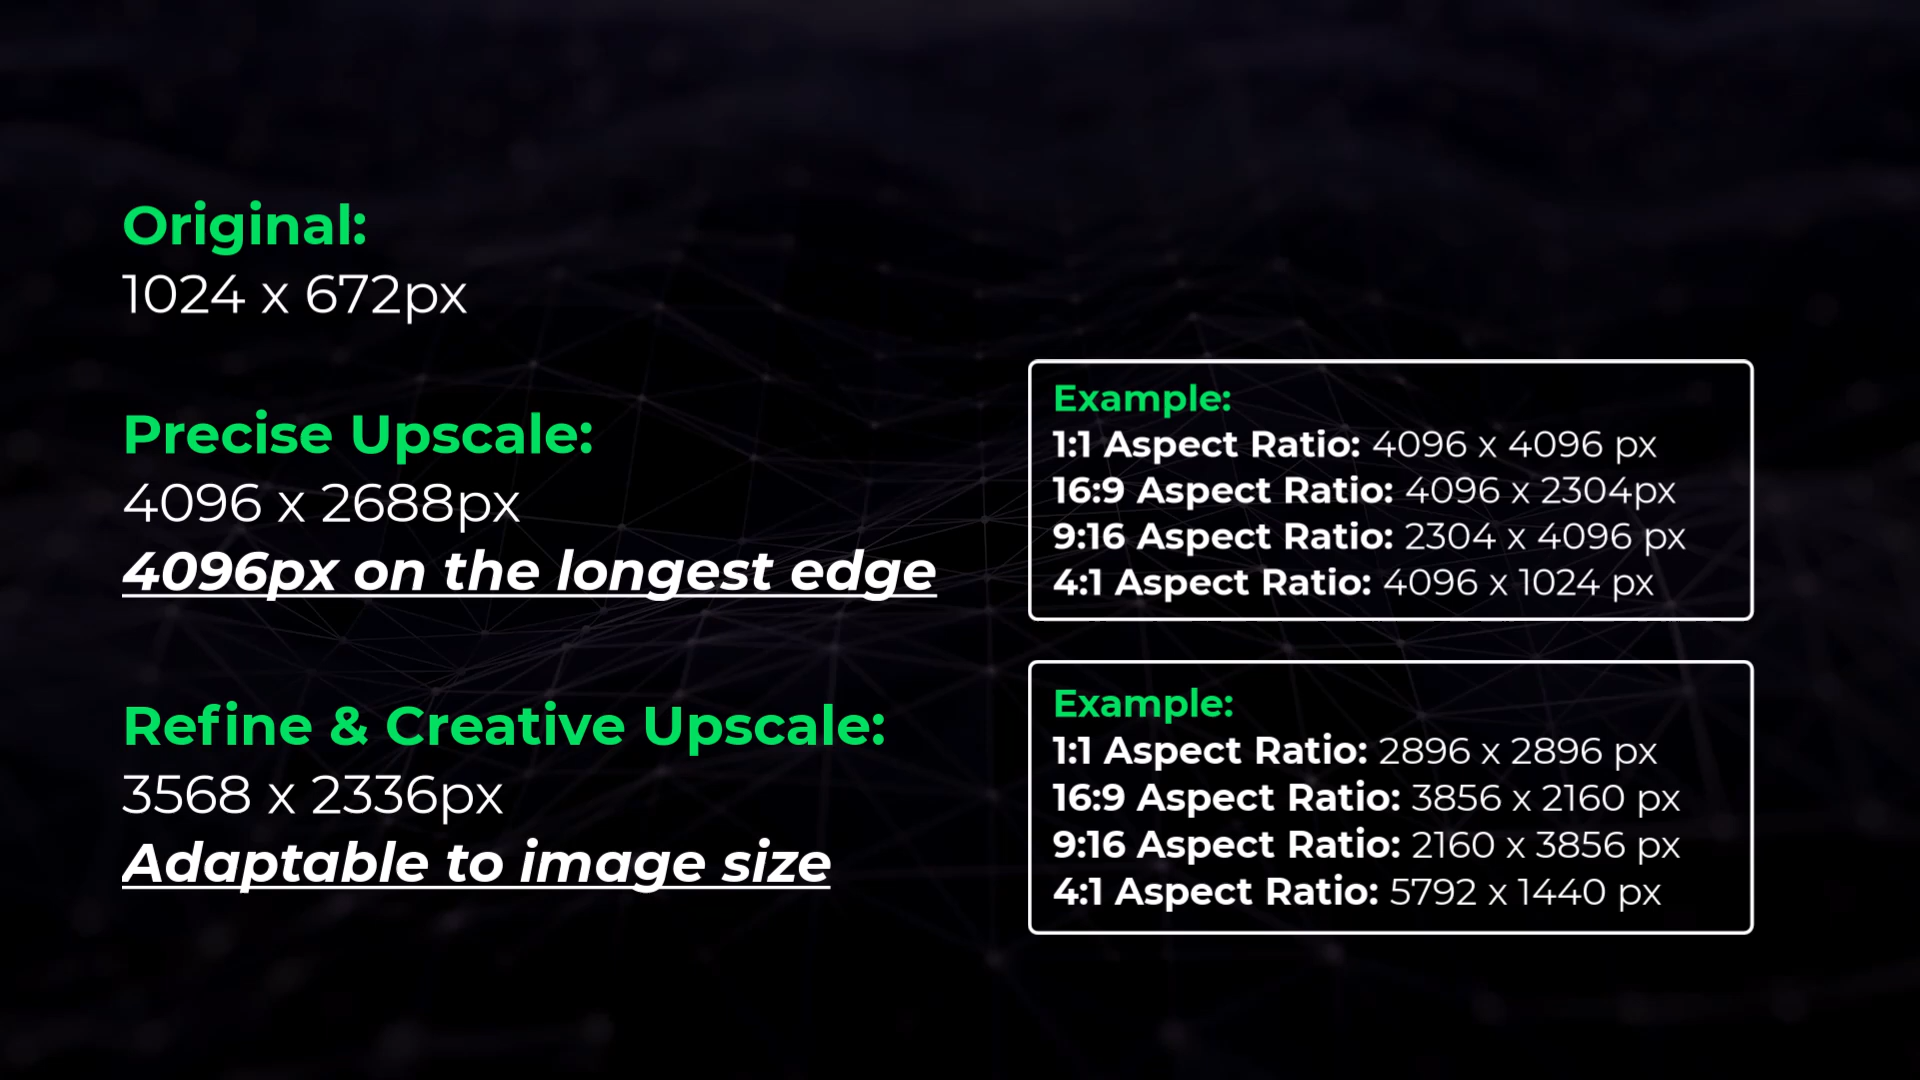 Original:
1024 x 672px
Precise Upscale:
4096 x 2688px
4096px on the longest edge
Example:
1:1 Aspect Ratio: 4096 x 4096 px
16:9 Aspect Ratio: 4096 x 2304px
9:16 Aspect Ratio: 2304 x 4096 px
4:1 Aspect Ratio: 4096 x 1024 px
Refine & Creative Upscale:
3568 x 2336px
Adaptable to image size
Example:
1:1 Aspect Ratio: 2896 x 2896 px
16:9 Aspect Ratio: 3856 x 2160 px
9:16 Aspect Ratio: 2160 x 3856 px
4:1 Aspect Ratio: 5792 x 1440 px